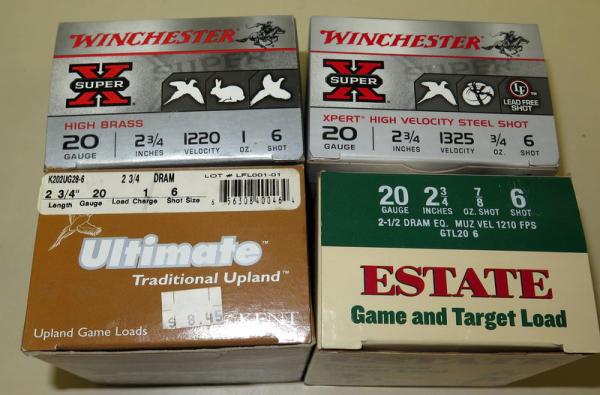 WINCHESTER
SUPER X
HIGH BRASS
20 2 3/4 1220 1 6
GAUGE INCHES VELOCITY OZ. SHOT
WINCHESTER
SUPER X
LF
LEAD FREE
SHOT
XPERT HIGH VELOCITY STEEL SHOT
20 2 3/4 1325 3/4 6
GAUGE INCHES VELOCITY OZ. SHOT
K202UG28-6 2 3/4 DRAM LOT # LFL001-01
2 3/4" 20 1 6
Length Gauge Load Charge Shot Size
Ultimate™
Traditional Upland™
$ 8.45
KENT
Upland Game Loads
20 2 3/4 7/8 6
GAUGE INCHES OZ. SHOT SHOT
2-1/2 DRAM EQ. MUZ VEL 1210 FPS
GTL20 6
ESTATE
Game and Target Load